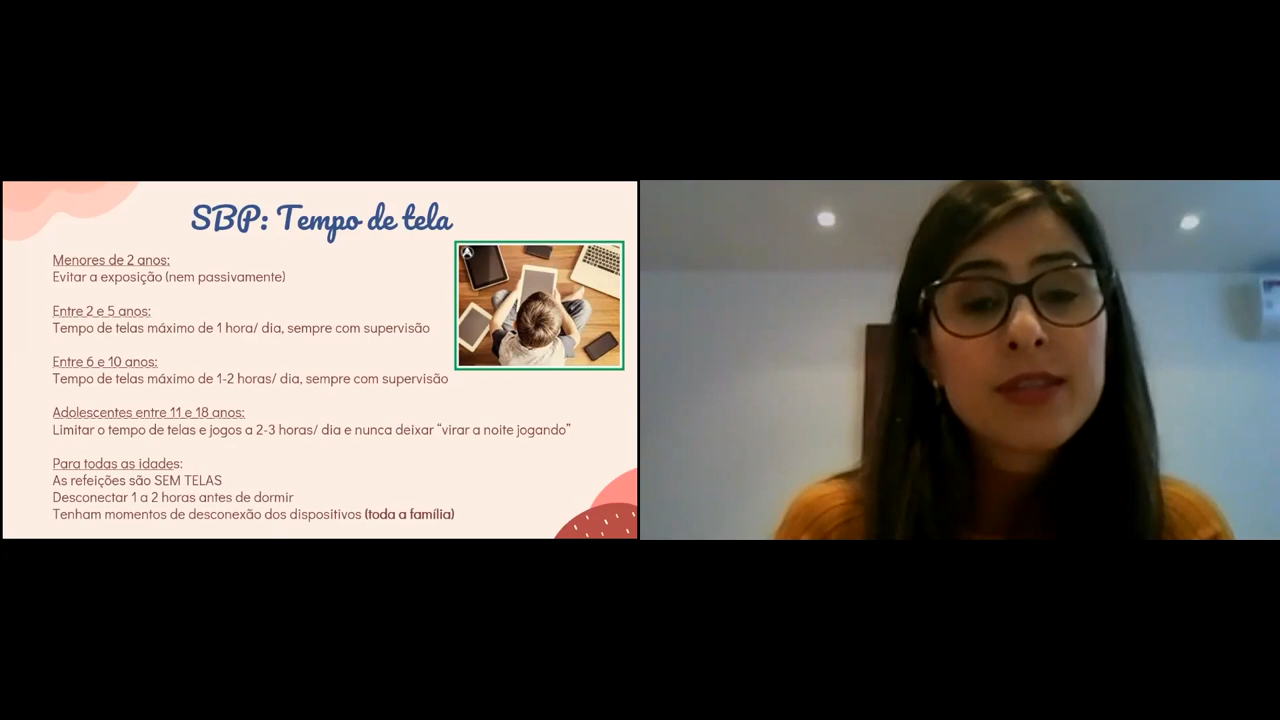 SBP: Tempo de tela
Menores de 2 anos:
Evitar a exposição (nem passivamente)
Entre 2 e 5 anos:
Tempo de telas máximo de 1 hora/ dia, sempre com supervisão
Entre 6 e 10 anos:
Tempo de telas máximo de 1-2 horas/ dia, sempre com supervisão
Adolescentes entre 11 e 18 anos:
Limitar o tempo de telas e jogos a 2-3 horas/ dia e nunca deixar “virar a noite jogando”
Para todas as idades:
As refeições são SEM TELAS
Desconectar 1 a 2 horas antes de dormir
Tenham momentos de desconexão dos dispositivos (toda a família)